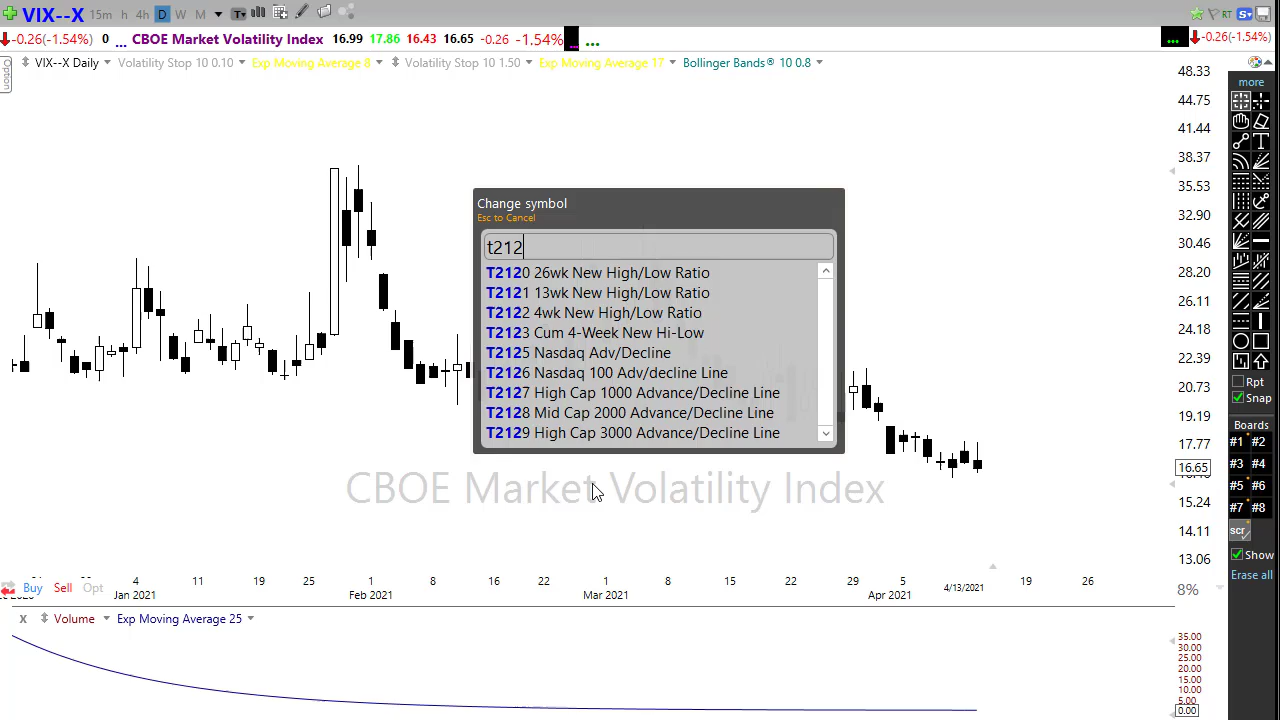 VIX--X 15m h 4h D W M T RT S
-0.26(-1.54%) 0 ... CBOE Market Volatility Index 16.99 17.86 16.43 16.65 -0.26 -1.54% ... ... ... -0.26(-1.54%)
Option
VIX--X Daily Volatility Stop 10 0.10 Exp Moving Average 8 Volatility Stop 10 1.50 Exp Moving Average 17 Bollinger Bands® 10 0.8
more
48.33
44.75
41.44
38.37
35.53
32.90
30.46
28.20
26.11
24.18
22.39
20.73
19.19
17.77
16.65
15.24
14.11
13.06
Change symbol
Esc to Cancel
t212
T2120 26wk New High/Low Ratio
T2121 13wk New High/Low Ratio
T2122 4wk New High/Low Ratio
T2123 Cum 4-Week New Hi-Low
T2125 Nasdaq Adv/Decline
T2126 Nasdaq 100 Adv/decline Line
T2127 High Cap 1000 Advance/Decline Line
T2128 Mid Cap 2000 Advance/Decline Line
T2129 High Cap 3000 Advance/Decline Line
CBOE Market Volatility Index
T
Rpt
Snap
Boards
#1 #2
#3 #4
#5 #6
#7 #8
scr
Show
Erase all
4 11 19 25 1 8 16 22 1 8 15 22 29 5 19 26
Jan 2021 Feb 2021 Mar 2021 Apr 2021 4/13/2021
Buy Sell Opt 8%
X Volume Exp Moving Average 25
35.00
30.00
25.00
20.00
15.00
10.00
5.00
0.00